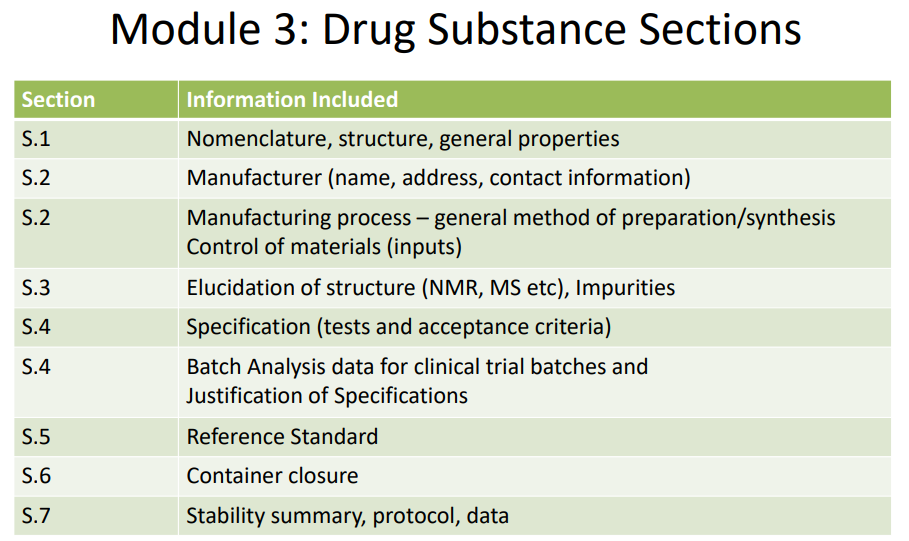 Module 3: Drug Substance Sections
Section Information Included
S.1 Nomenclature, structure, general properties
S.2 Manufacturer (name, address, contact information)
S.2 Manufacturing process – general method of preparation/synthesis
Control of materials (inputs)
S.3 Elucidation of structure (NMR, MS etc), Impurities
S.4 Specification (tests and acceptance criteria)
S.4 Batch Analysis data for clinical trial batches and
Justification of Specifications
S.5 Reference Standard
S.6 Container closure
S.7 Stability summary, protocol, data